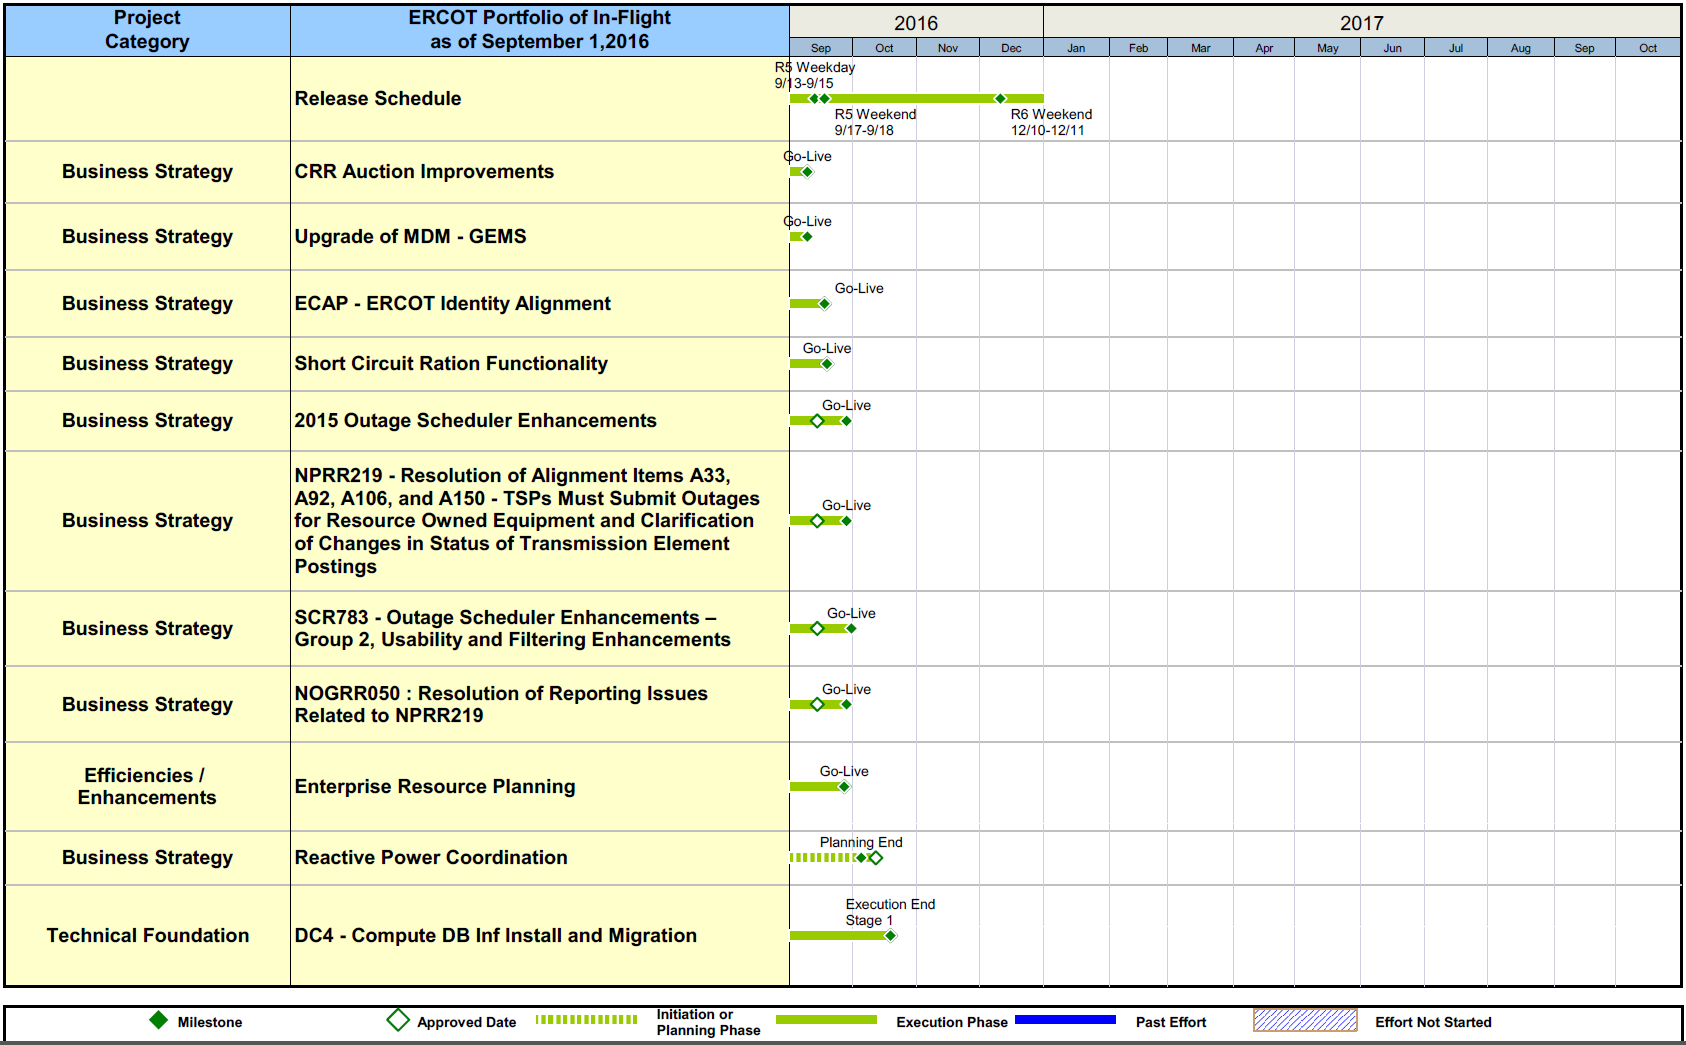 Project
Category
ERCOT Portfolio of In-Flight
as of September 1,2016
2016
2017
Sep
Oct
Nov
Dec
Jan
Feb
Mar
Apr
May
Jun
Jul
Aug
Sep
Oct
Release Schedule
R5 Weekday
9/13-9/15
R5 Weekend
9/17-9/18
R6 Weekend
12/10-12/11
Business Strategy
CRR Auction Improvements
Go-Live
Business Strategy
Upgrade of MDM - GEMS
Go-Live
Business Strategy
ECAP - ERCOT Identity Alignment
Go-Live
Business Strategy
Short Circuit Ration Functionality
Go-Live
Business Strategy
2015 Outage Scheduler Enhancements
Go-Live
Business Strategy
NPRR219 - Resolution of Alignment Items A33,
A92, A106, and A150 - TSPs Must Submit Outages
for Resource Owned Equipment and Clarification
of Changes in Status of Transmission Element
Postings
Go-Live
Business Strategy
SCR783 - Outage Scheduler Enhancements –
Group 2, Usability and Filtering Enhancements
Go-Live
Business Strategy
NOGRR050 : Resolution of Reporting Issues
Related to NPRR219
Go-Live
Efficiencies /
Enhancements
Enterprise Resource Planning
Go-Live
Business Strategy
Reactive Power Coordination
Planning End
Technical Foundation
DC4 - Compute DB Inf Install and Migration
Execution End
Stage 1
Milestone
Approved Date
Initiation or
Planning Phase
Execution Phase
Past Effort
Effort Not Started